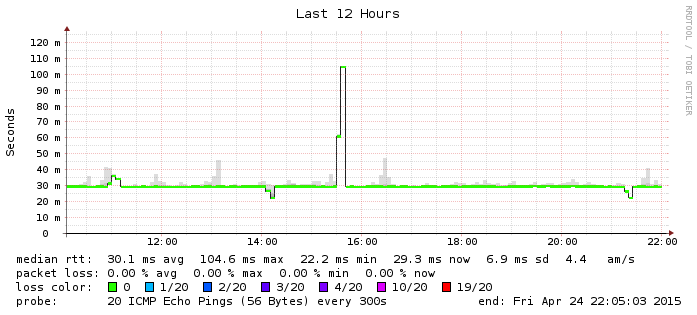 Last 12 Hours
RRDTOOL / TOBI OETIKER
Seconds
120 m
110 m
100 m
90 m
80 m
70 m
60 m
50 m
40 m
30 m
20 m
10 m
0
12:00 14:00 16:00 18:00 20:00 22:00
median rtt: 30.1 ms avg 104.6 ms max 22.2 ms min 29.3 ms now 6.9 ms sd 4.4 am/s
packet loss: 0.00 % avg 0.00 % max 0.00 % min 0.00 % now
loss color: 0 1/20 2/20 3/20 4/20 10/20 19/20
probe: 20 ICMP Echo Pings (56 Bytes) every 300s end: Fri Apr 24 22:05:03 2015